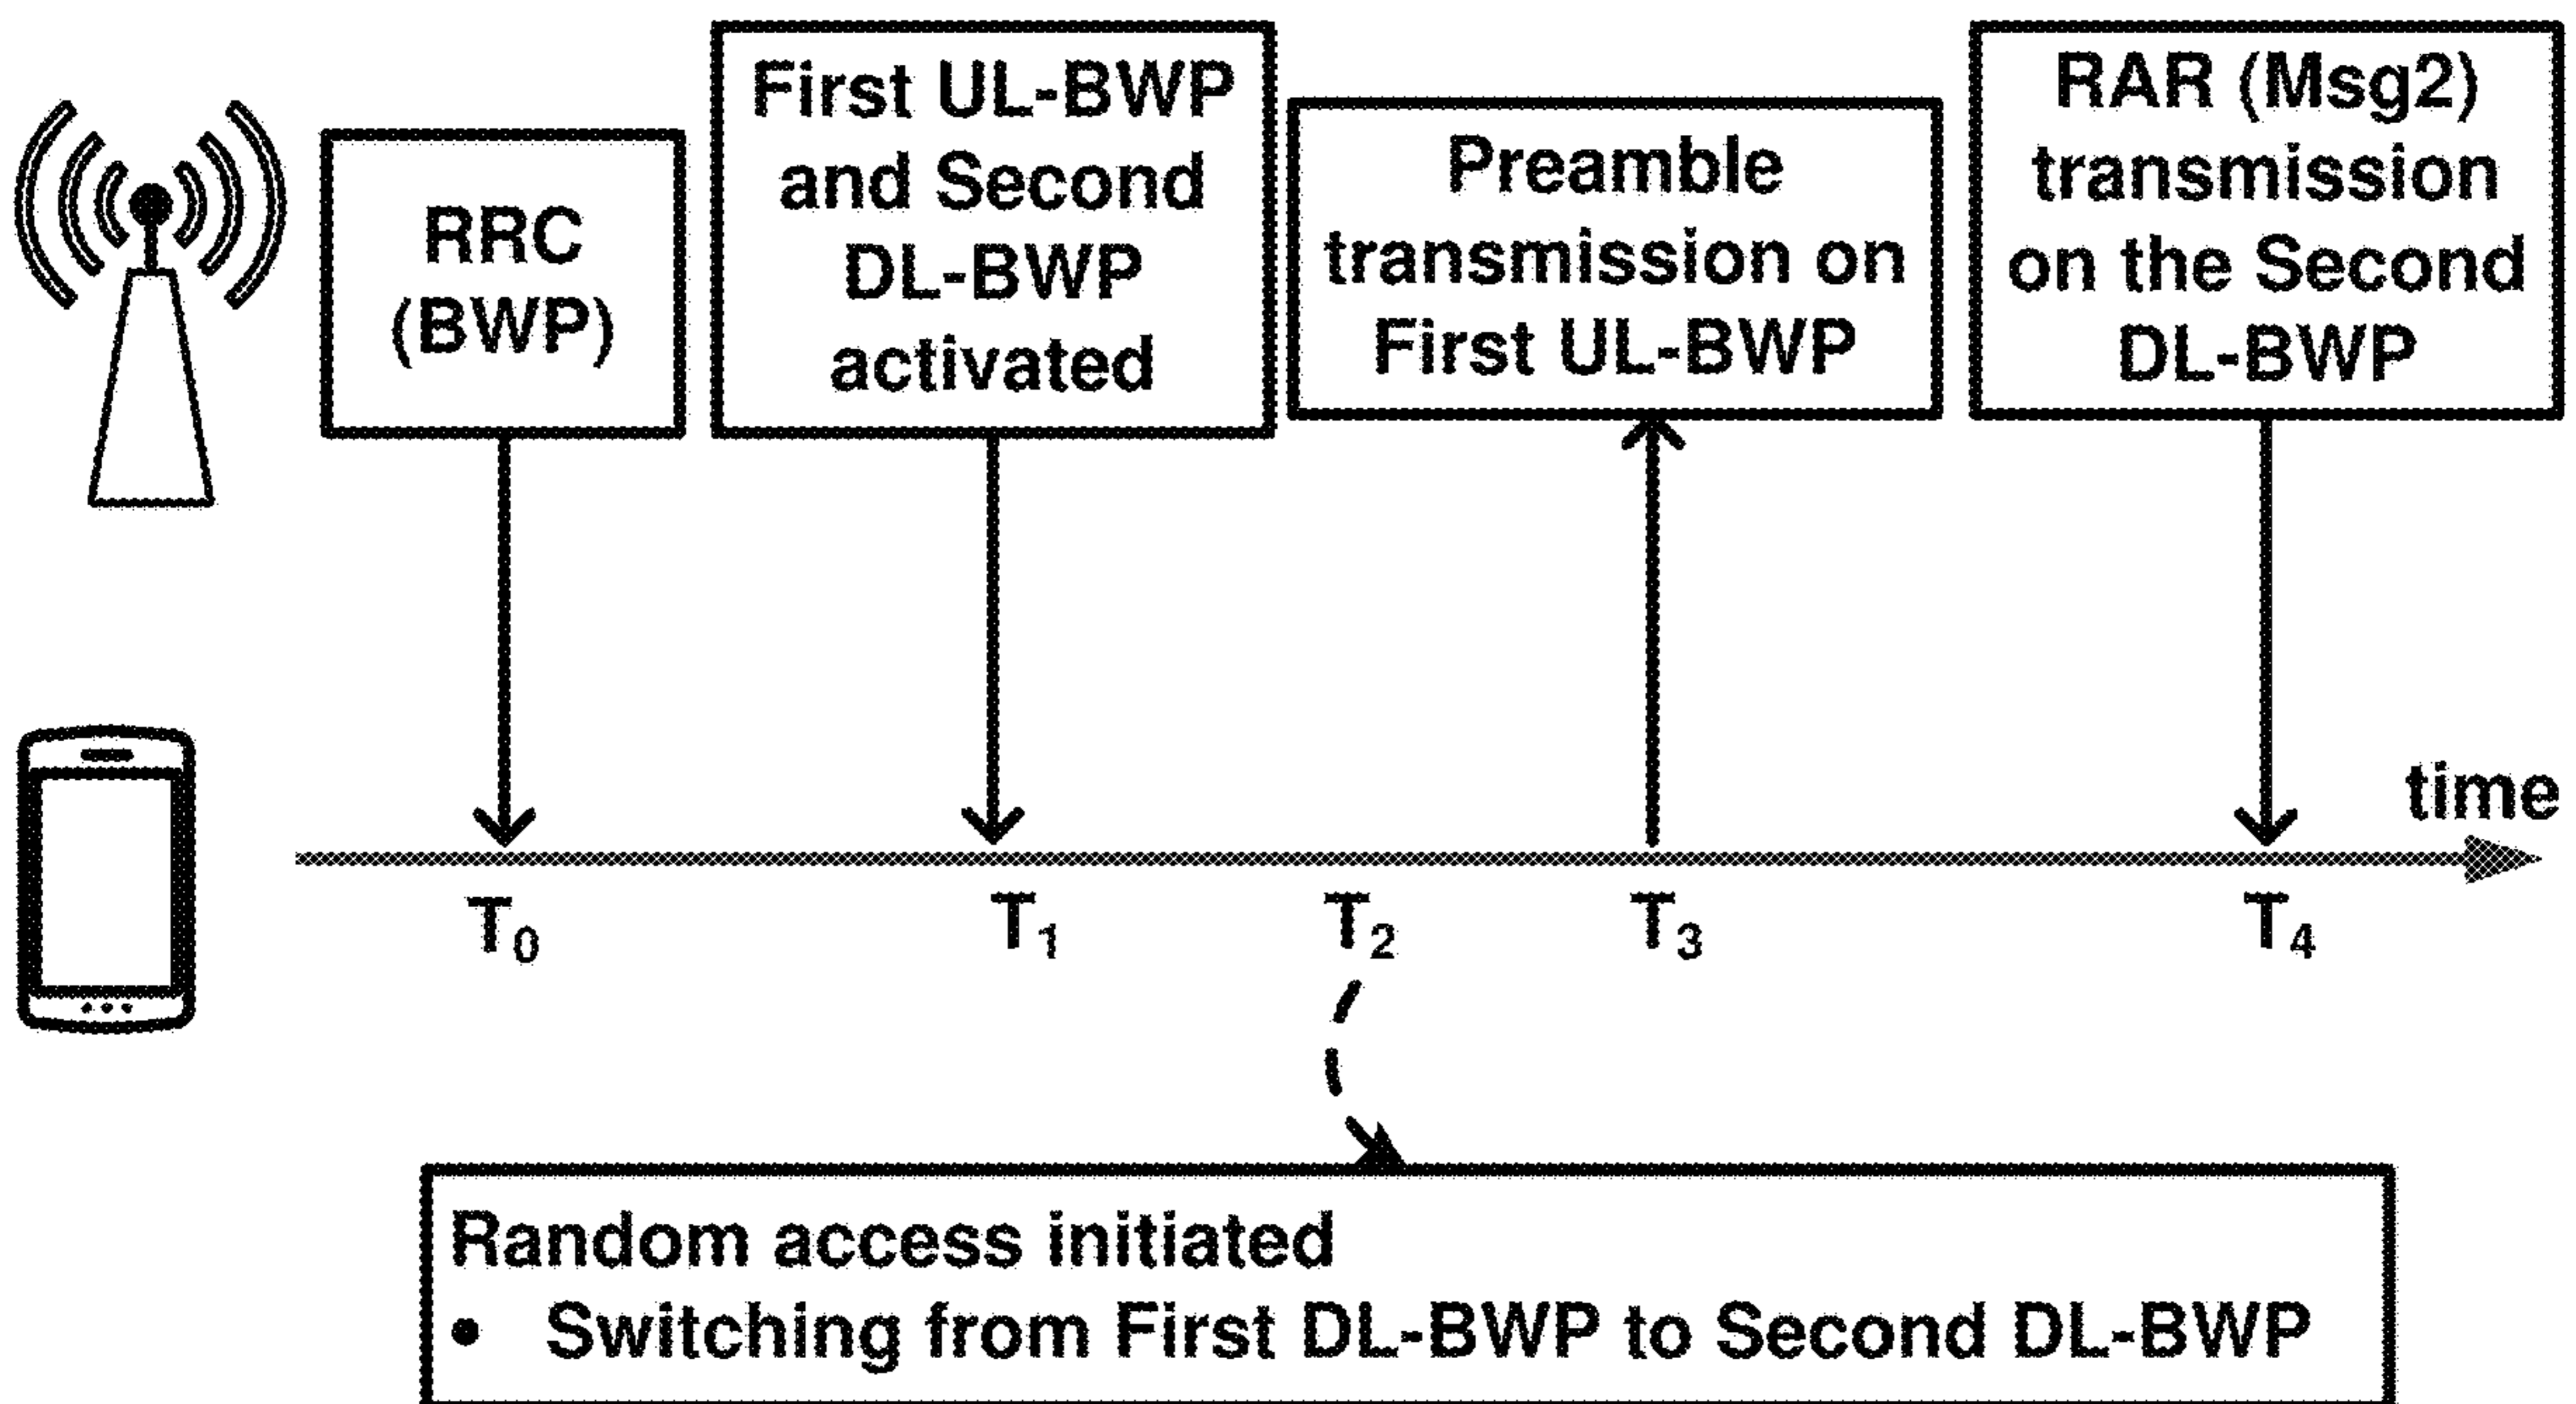 RRC
(BWP)
First UL-BWP
and Second
DL-BWP
activated
Preamble
transmission on
First UL-BWP
RAR (Msg2)
transmission
on the Second
DL-BWP
time
T0
T1
T2
T3
T4
Random access initiated
• Switching from First DL-BWP to Second DL-BWP